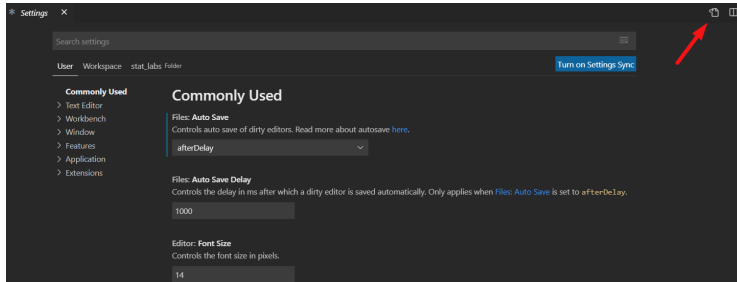 Settings
Search settings
User Workspace stat_labs Folder
Turn on Settings Sync
Commonly Used
Text Editor
Workbench
Window
Features
Application
Extensions
Commonly Used
Files: Auto Save
Controls auto save of dirty editors. Read more about autosave here.
afterDelay
Files: Auto Save Delay
Controls the delay in ms after which a dirty editor is saved automatically. Only applies when Files: Auto Save is set to afterDelay.
1000
Editor: Font Size
Controls the font size in pixels.
14